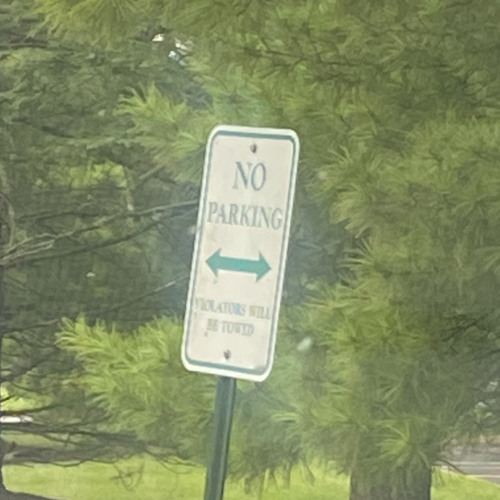 NO
PARKING
VIOLATORS WILL
BE TOWED